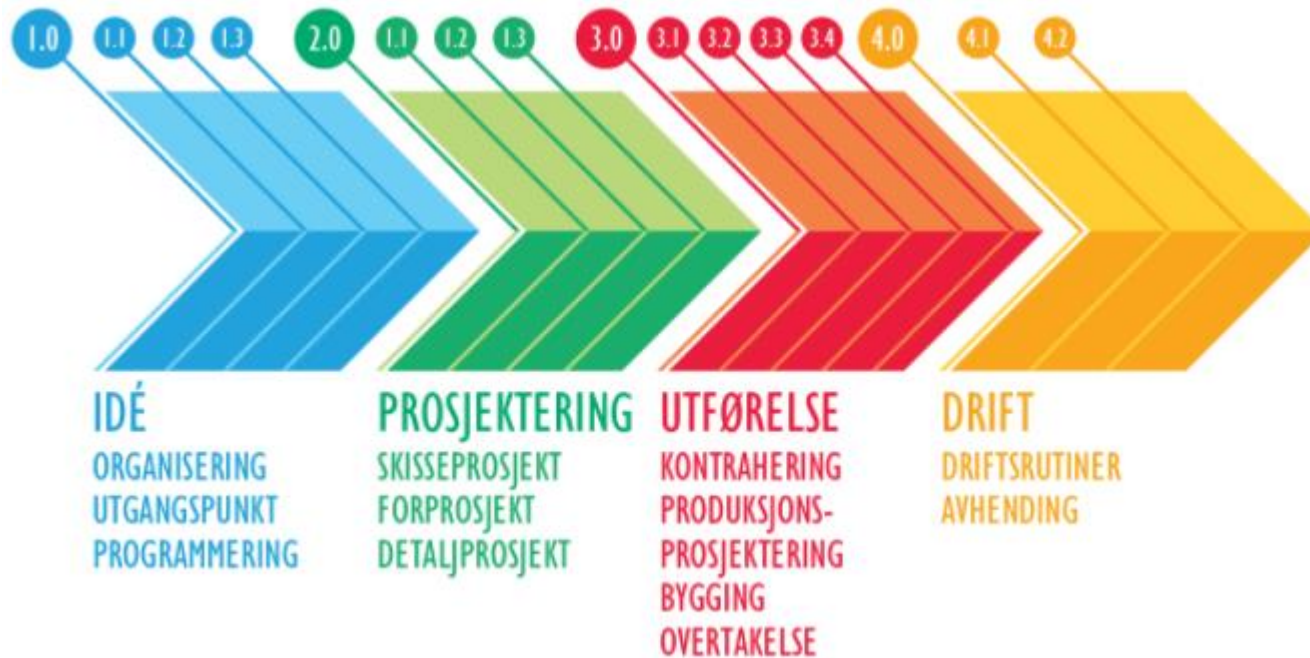 1.0 1.1 1.2 1.3 2.0 1.1 1.2 1.3 3.0 3.1 3.2 3.3 3.4 4.0 4.1 4.2
IDÉ
ORGANISERING
UTGANGSPUNKT
PROGRAMMERING
PROSJEKTERING
SKISSEPROSJEKT
FORPROSJEKT
DETALJPROSJEKT
UTFØRELSE
KONTRAHERING
PRODUKSJONS-
PROSJEKTERING
BYGGING
OVERTAKELSE
DRIFT
DRIFTSRUTINER
AVHENDING